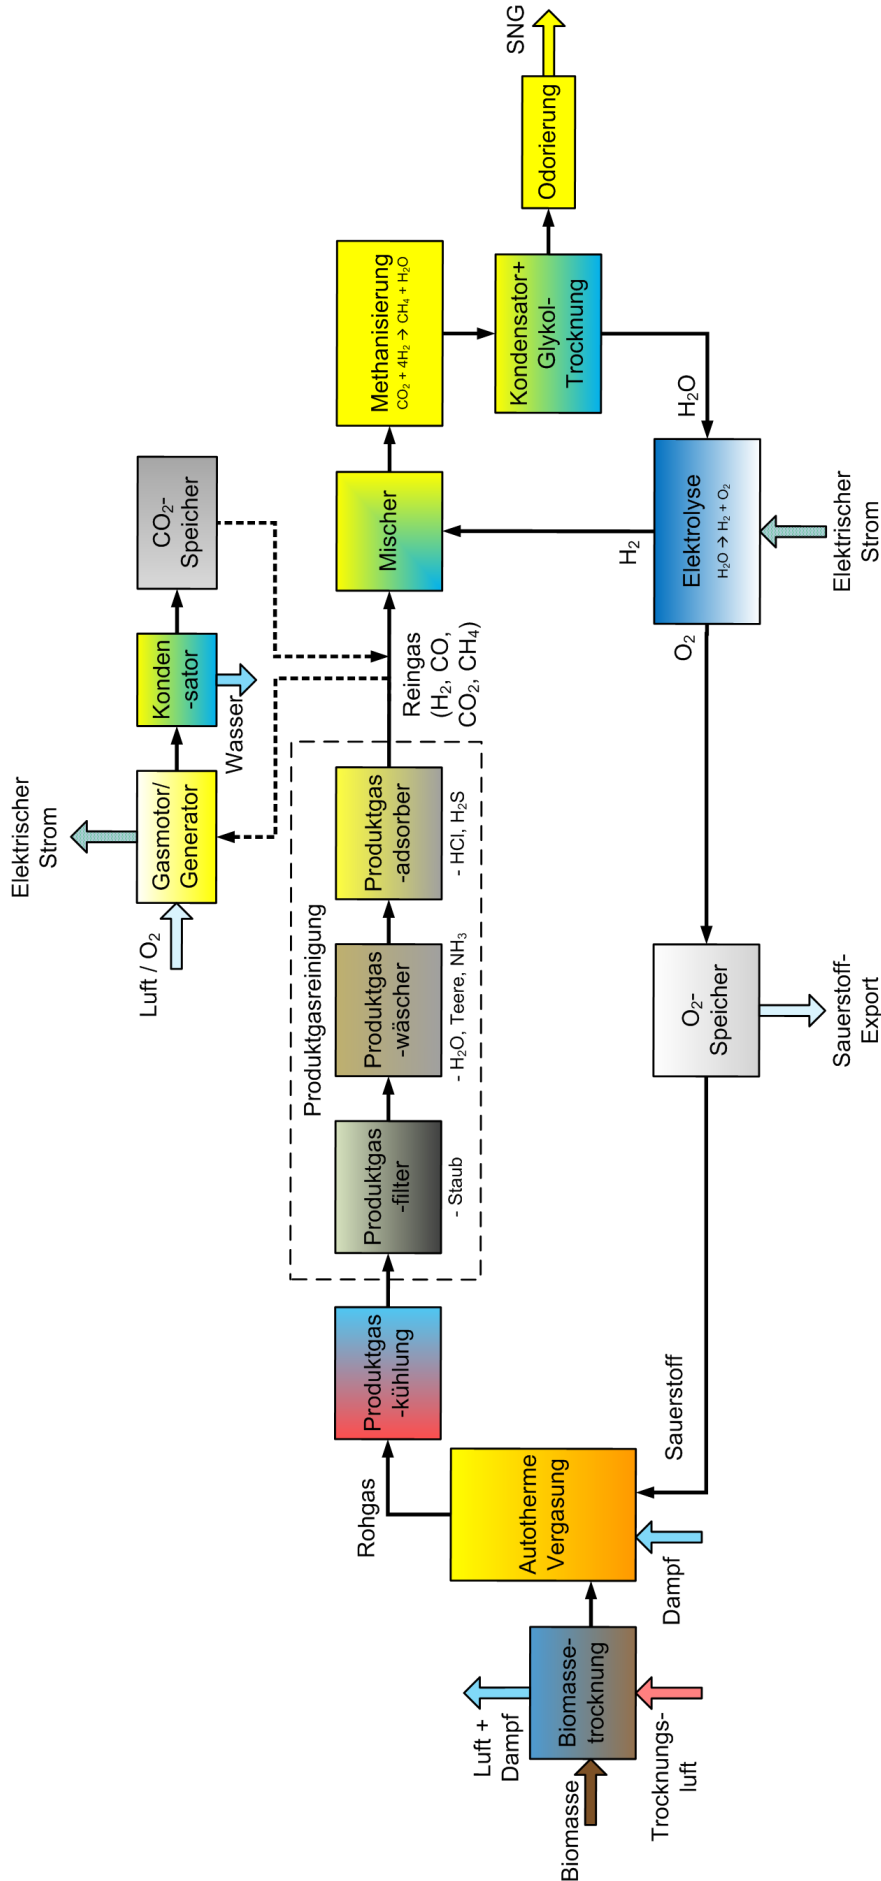 Elektrischer
Strom
Luft / O₂
Gasmotor/
Generator
Konden
-sator
Wasser
CO₂-
Speicher
Biomasse
Luft +
Dampf
Biomasse-
trocknung
Trocknungs-
luft
Autotherme
Vergasung
Dampf
Sauerstoff
Rohgas
Produktgas
-kühlung
Produktgasreinigung
Produktgas
-filter
- Staub
Produktgas
-wäscher
- H₂O, Teere, NH₃
Produktgas
-adsorber
- HCl, H₂S
Reingas
(H₂, CO,
CO₂, CH₄)
Mischer
Methanisierung
CO₂ + 4H₂ → CH₄ + H₂O
Kondensator+
Glykol-
Trocknung
Odorierung
SNG
H₂O
H₂
Elektrolyse
H₂O → H₂ + O₂
O₂
Elektrischer
Strom
O₂-
Speicher
Sauerstoff-
Export